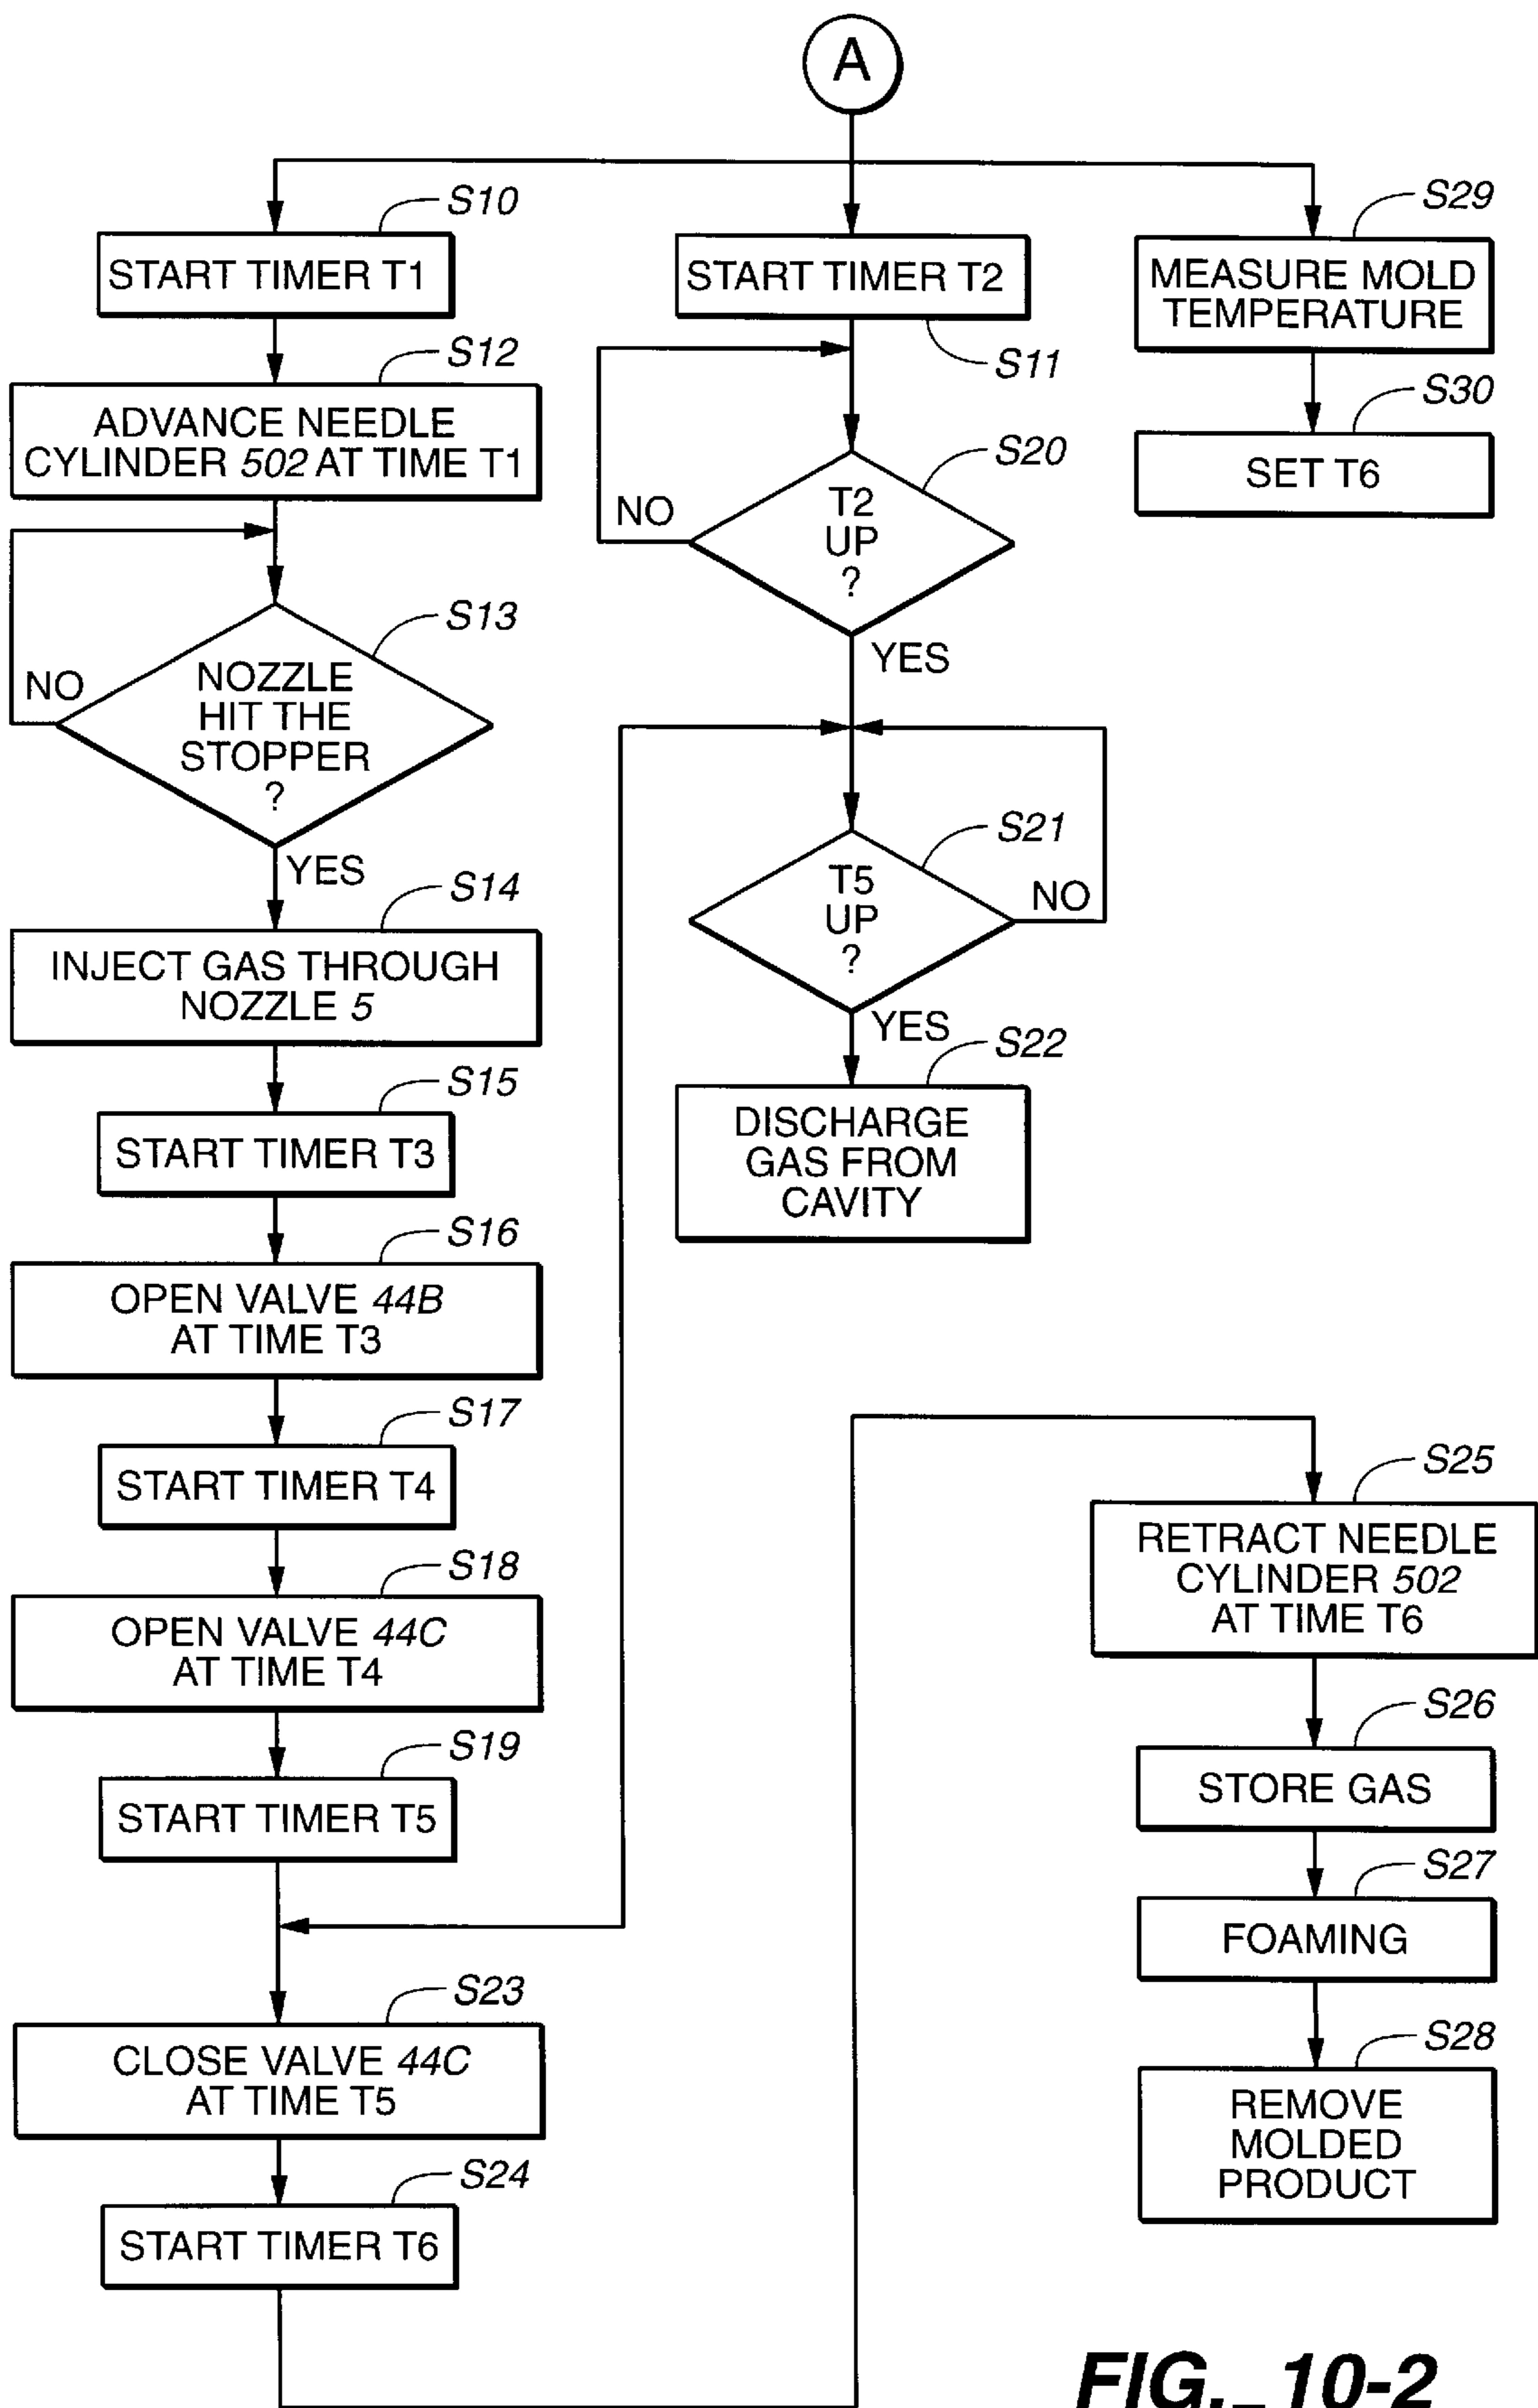 A
S10
START TIMER T1
S12
ADVANCE NEEDLE
CYLINDER 502 AT TIME T1
S13
NOZZLE
HIT THE
STOPPER
?
NO
YES
S14
INJECT GAS THROUGH
NOZZLE 5
S15
START TIMER T3
S16
OPEN VALVE 44B
AT TIME T3
S17
START TIMER T4
S18
OPEN VALVE 44C
AT TIME T4
S19
START TIMER T5
S23
CLOSE VALVE 44C
AT TIME T5
S24
START TIMER T6
START TIMER T2
S11
S20
T2
UP
?
NO
YES
S21
T5
UP
?
NO
YES
S22
DISCHARGE
GAS FROM
CAVITY
S29
MEASURE MOLD
TEMPERATURE
S30
SET T6
S25
RETRACT NEEDLE
CYLINDER 502
AT TIME T6
S26
STORE GAS
S27
FOAMING
S28
REMOVE
MOLDED
PRODUCT
FIG._10-2